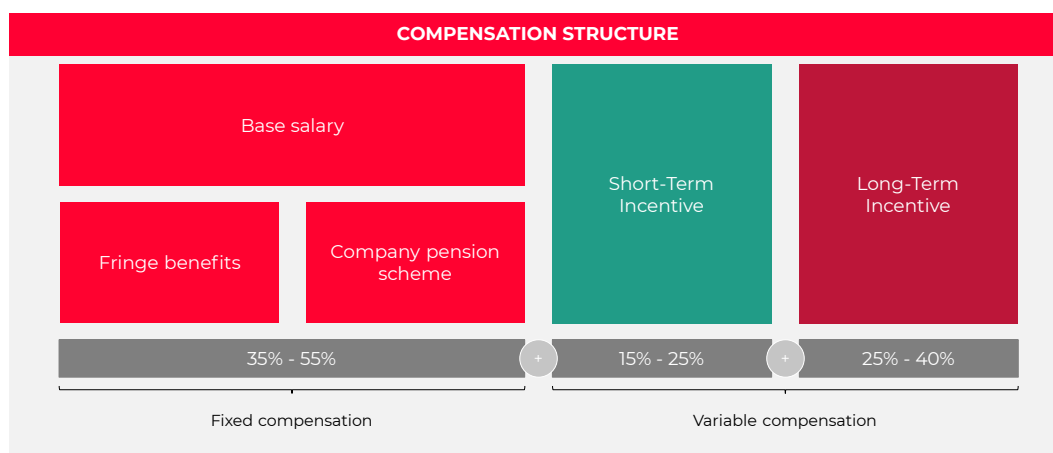 COMPENSATION STRUCTURE
Base salary
Fringe benefits
Company pension
scheme
Short-Term
Incentive
Long-Term
Incentive
35% - 55%
+
15% - 25%
+
25% - 40%
Fixed compensation
Variable compensation